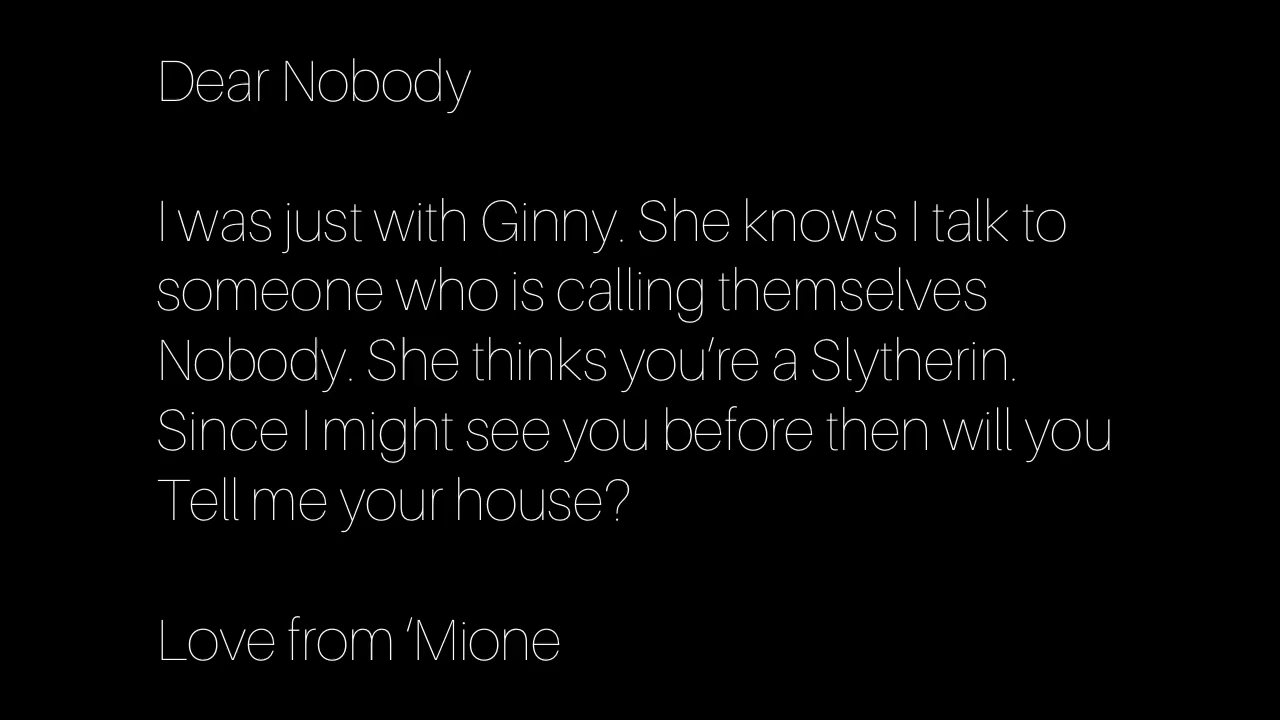 Dear Nobody
I was just with Ginny. She knows I talk to
someone who is calling themselves
Nobody. She thinks you’re a Slytherin.
Since I might see you before then will you
Tell me your house?
Love from ‘Mione